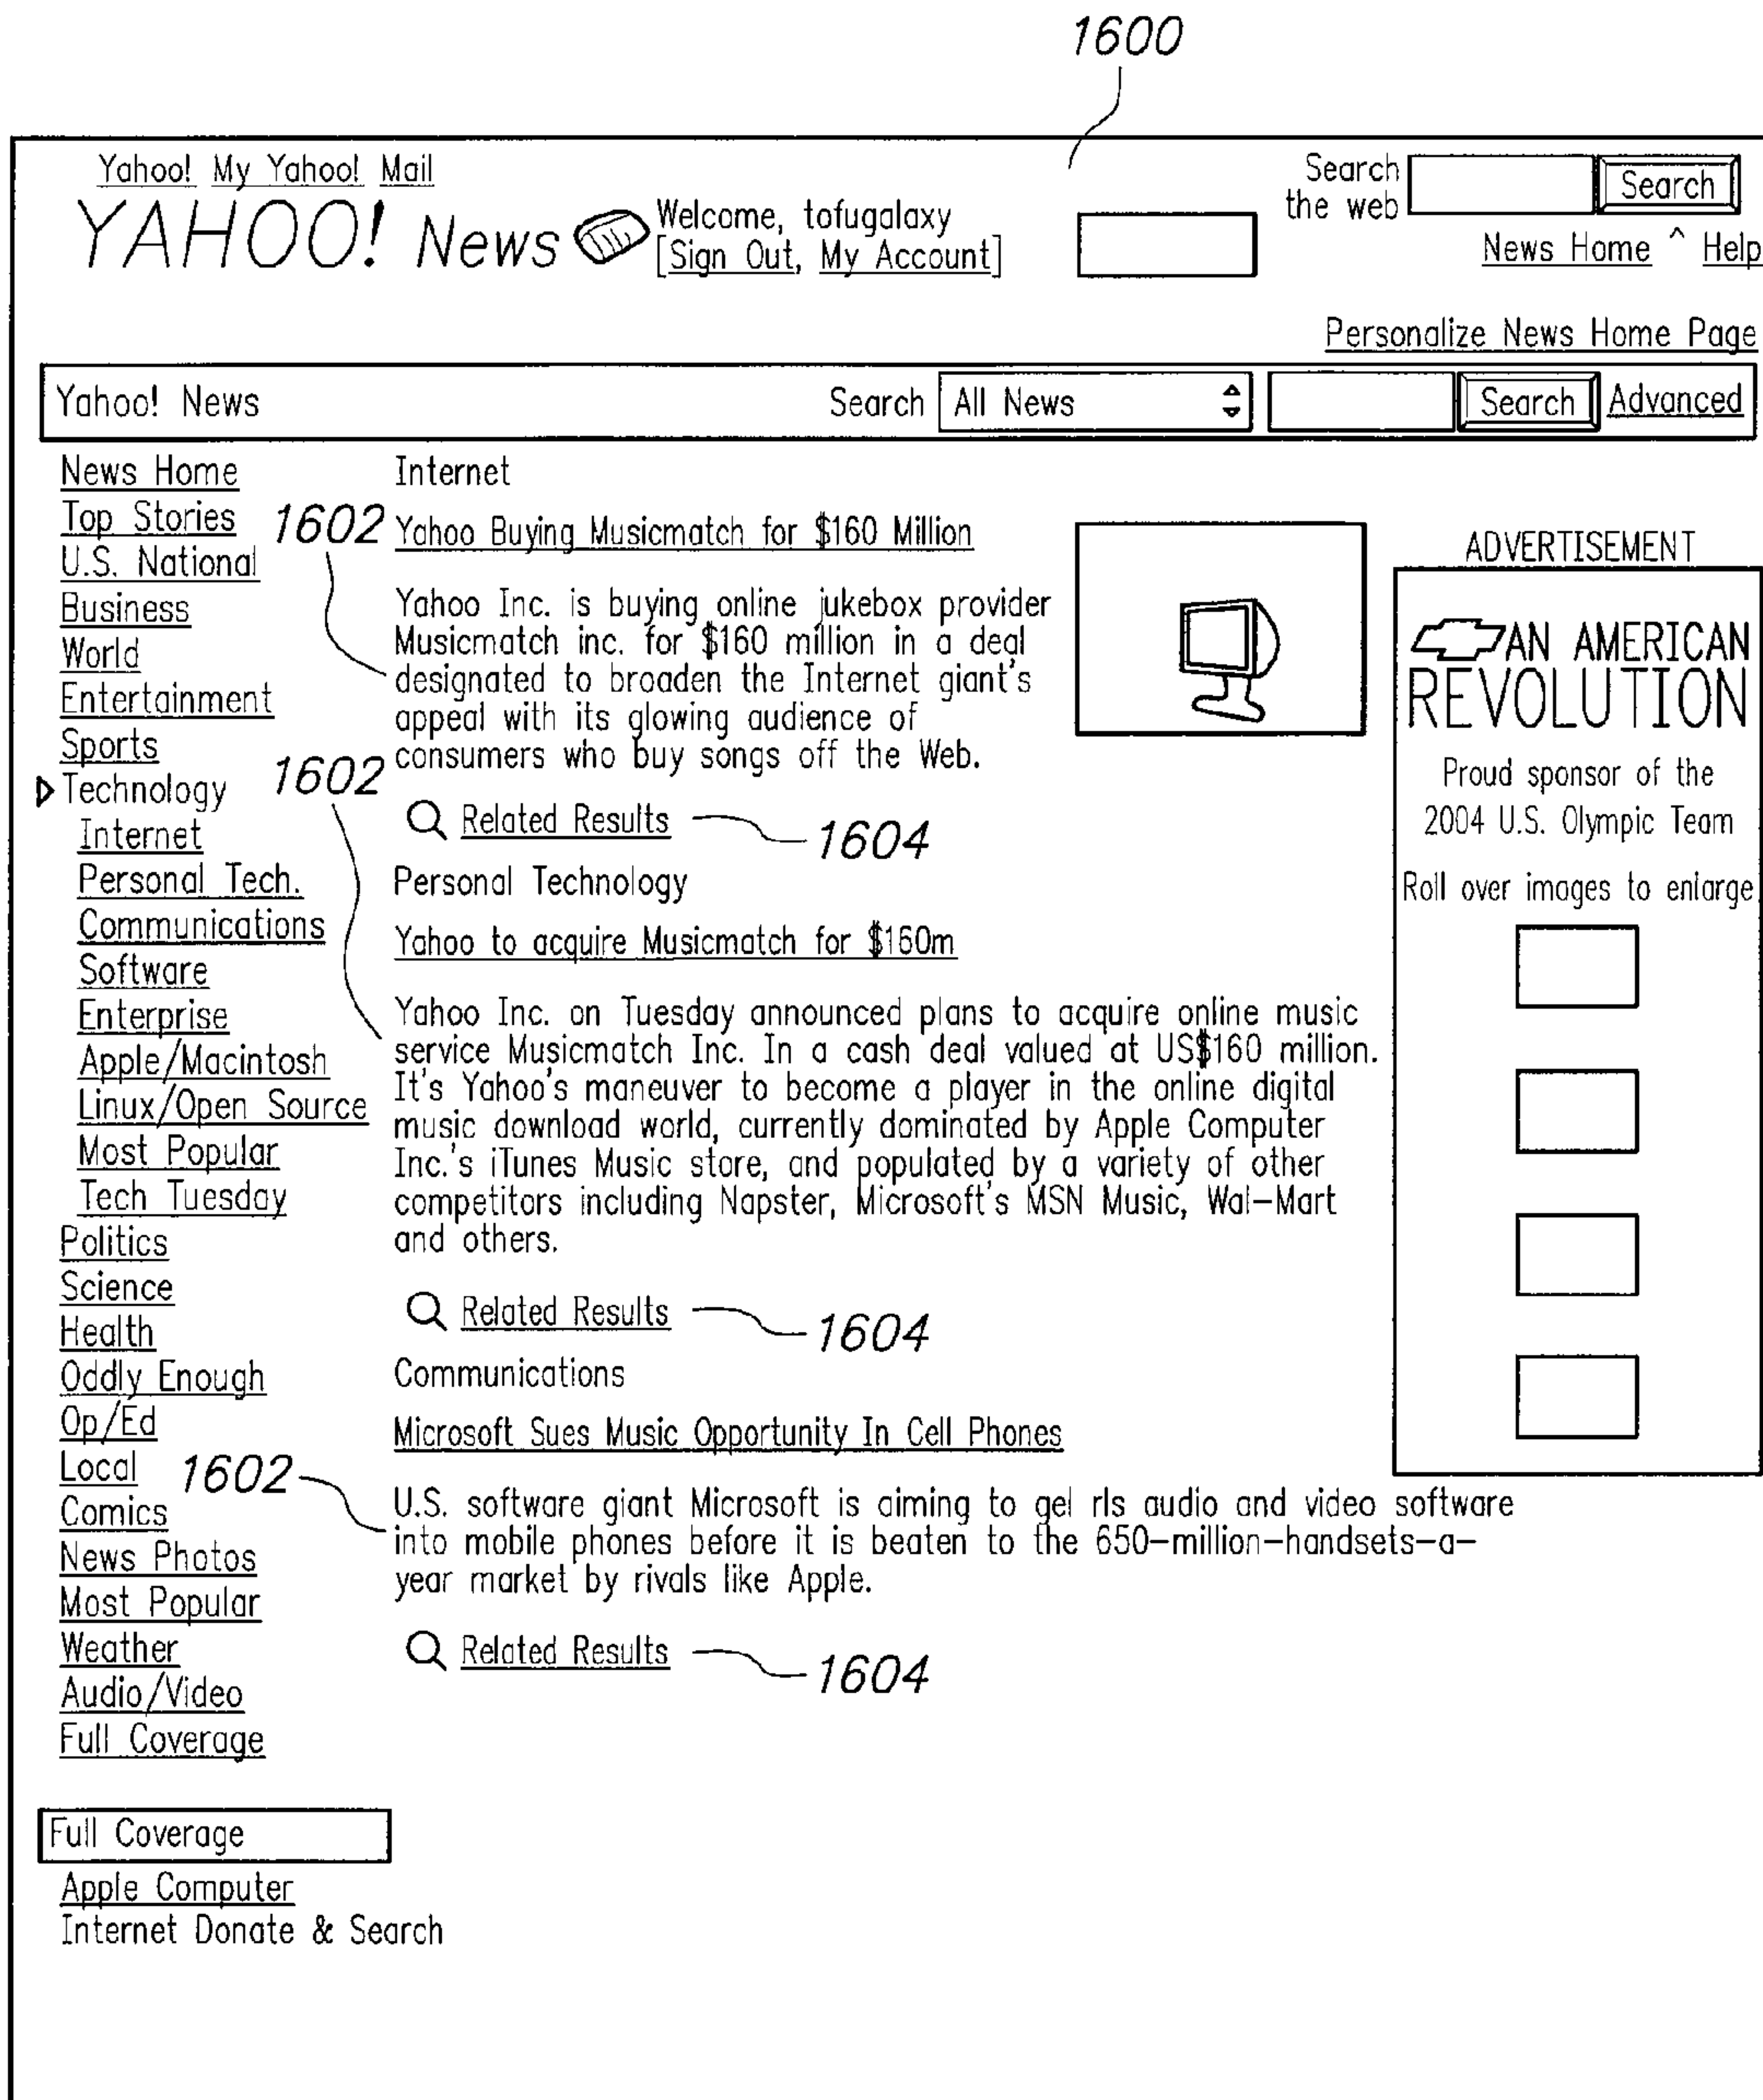 1600
Yahoo! My Yahoo! Mail
YAHOO! News
Welcome, tofugalaxy
[Sign Out, My Account]
Search
the web
Search
News Home ^ Help
Personalize News Home Page
Yahoo! News Search All News Search Advanced
News Home
Top Stories
U.S. National
Business
World
Entertainment
Sports
Technology
Internet
Personal Tech.
Communications
Software
Enterprise
Apple/Macintosh
Linux/Open Source
Most Popular
Tech Tuesday
Politics
Science
Health
Oddly Enough
Op/Ed
Local
Comics
News Photos
Most Popular
Weather
Audio/Video
Full Coverage
Full Coverage
Apple Computer
Internet Donate & Search
Internet
1602
Yahoo Buying Musicmatch for $160 Million
Yahoo Inc. is buying online jukebox provider
Musicmatch inc. for $160 million in a deal
designated to broaden the Internet giant's
appeal with its glowing audience of
consumers who buy songs off the Web.
1602
Related Results
1604
Personal Technology
Yahoo to acquire Musicmatch for $160m
Yahoo Inc. on Tuesday announced plans to acquire online music
service Musicmatch Inc. In a cash deal valued at US$160 million.
It's Yahoo's maneuver to become a player in the online digital
music download world, currently dominated by Apple Computer
Inc.'s iTunes Music store, and populated by a variety of other
competitors including Napster, Microsoft's MSN Music, Wal-Mart
and others.
Related Results
1604
Communications
Microsoft Sues Music Opportunity In Cell Phones
1602
U.S. software giant Microsoft is aiming to gel rls audio and video software
into mobile phones before it is beaten to the 650-million-handsets-a-
year market by rivals like Apple.
Related Results
1604
ADVERTISEMENT
AN AMERICAN
REVOLUTION
Proud sponsor of the
2004 U.S. Olympic Team
Roll over images to enlarge